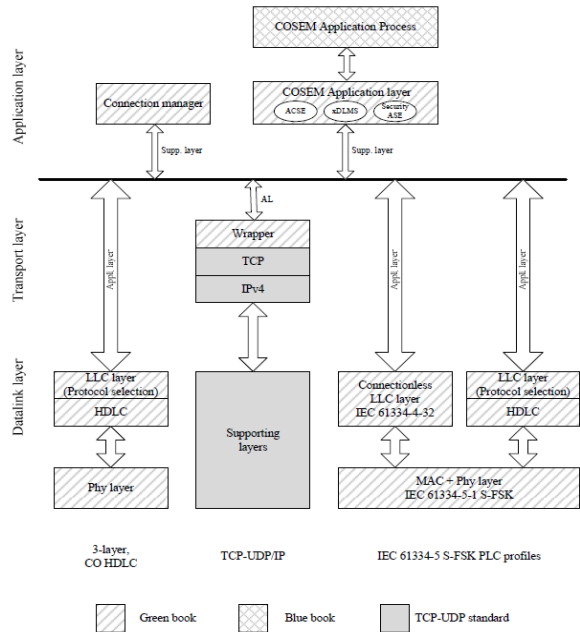 COSEM Application Process
Application layer
COSEM Application layer
Connection manager
ACSE
xDLMS
Security
ASE
Supp. layer
Supp. layer
AL
Transport layer
Wrapper
TCP
IPv4
Appl. layer
Appl. layer
Appl. layer
Datalink layer
LLC layer
(Protocol selection)
HDLC
Supporting
layers
Connectionless
LLC layer
IEC 61334-4-32
LLC layer
(Protocol selection)
HDLC
Phy layer
MAC + Phy layer
IEC 61334-5-1 S-FSK
3-layer,
CO HDLC
TCP-UDP/IP
IEC 61334-5 S-FSK PLC profiles
Green book
Blue book
TCP-UDP standard